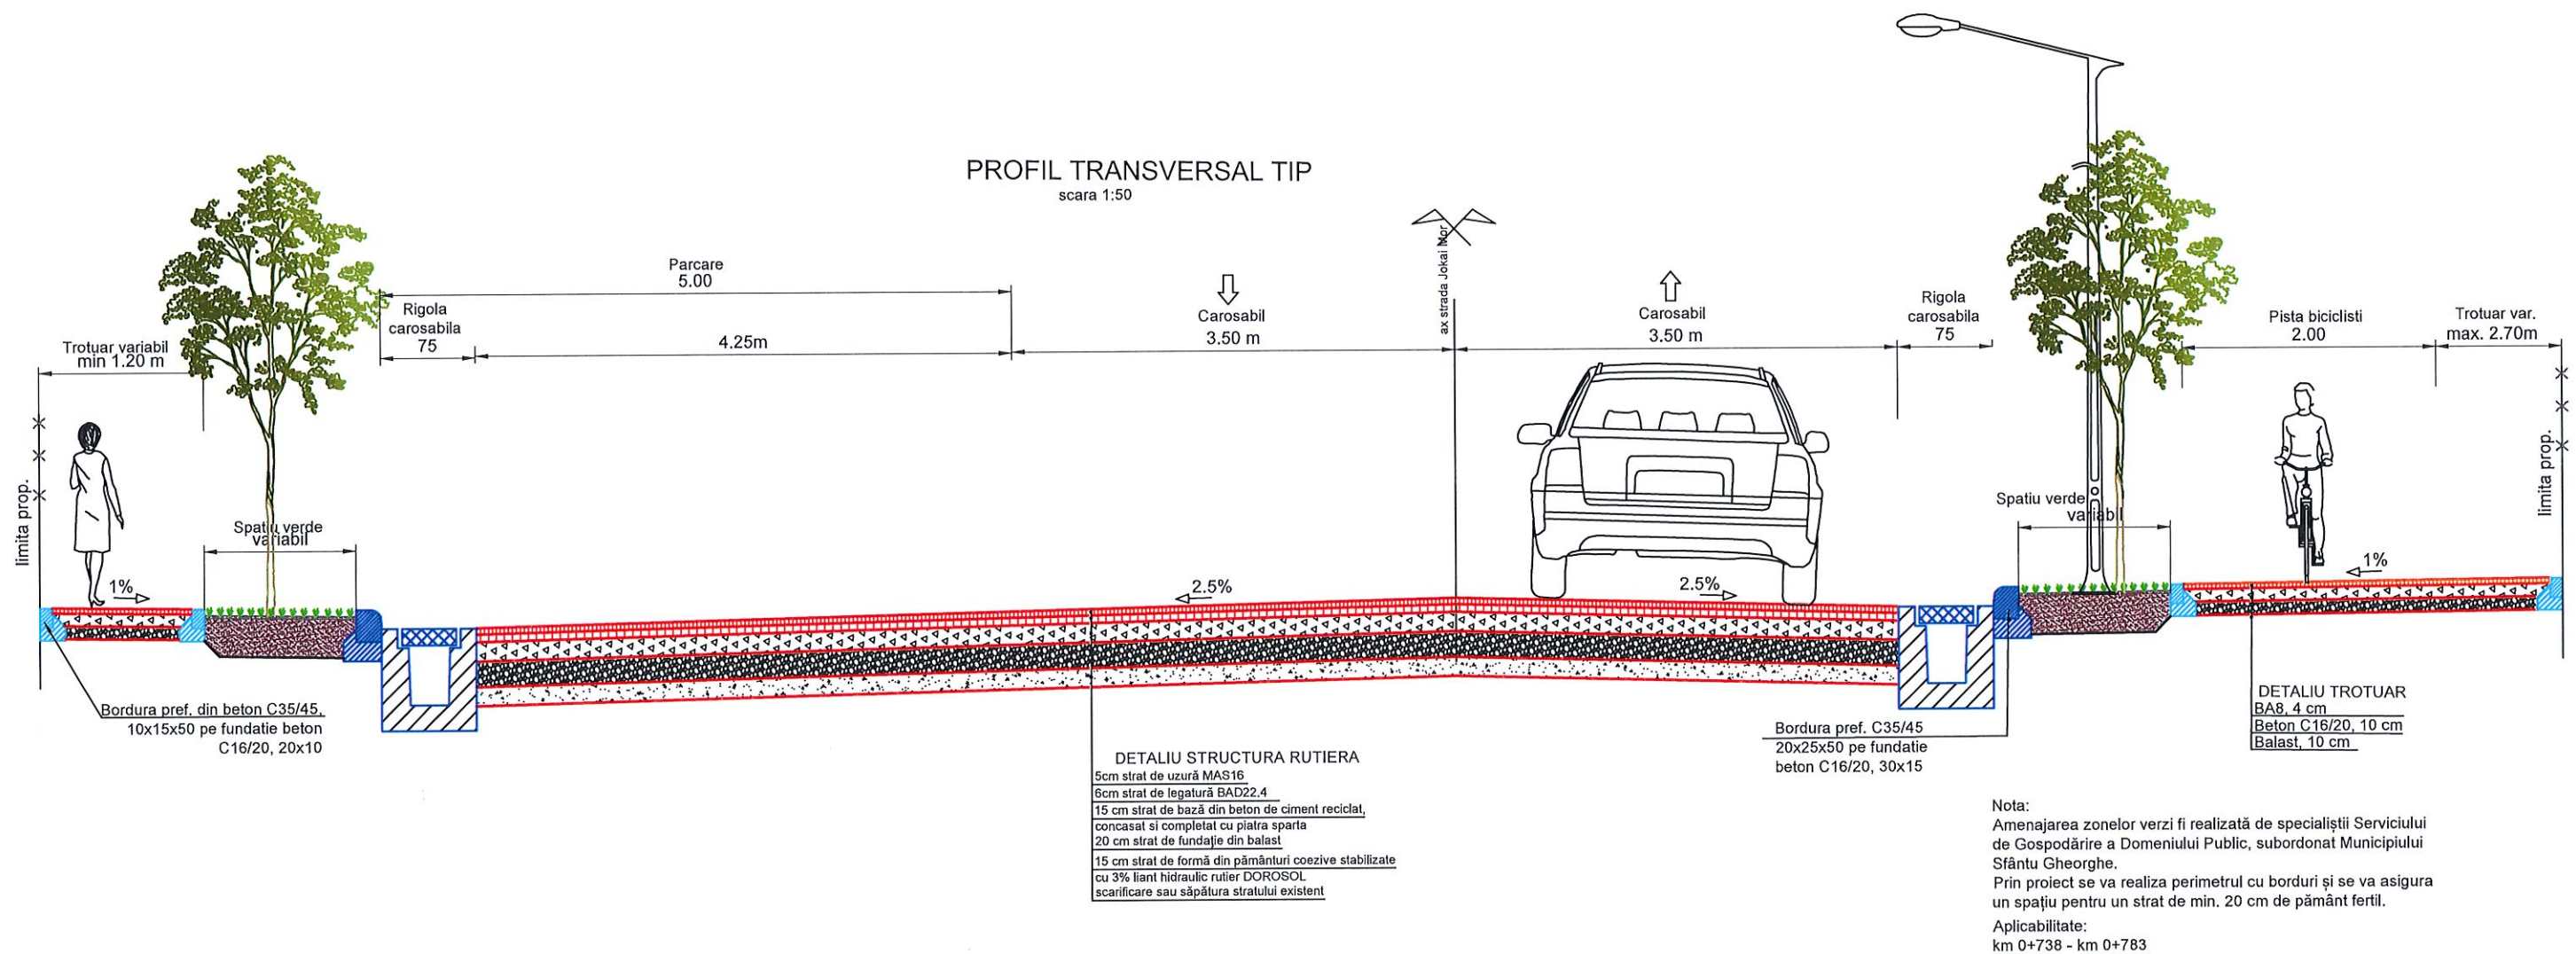 PROFIL TRANSVERSAL TIP
scara 1:50
ax strada Jokai Mor
Parcare
5.00
Rigola
carosabila
75
4.25m
Carosabil
3.50 m
Carosabil
3.50 m
Rigola
carosabila
75
Pista biciclisti
2.00
Trotuar var.
max. 2.70m
Trotuar variabil
min 1.20 m
limita prop.
limita prop.
Spatiu verde
variabil
Spatiu verde
variabil
1%
2.5%
2.5%
1%
Bordura pref. din beton C35/45,
10x15x50 pe fundatie beton
C16/20, 20x10
DETALIU STRUCTURA RUTIERA
5cm strat de uzură MAS16
6cm strat de legatură BAD22.4
15 cm strat de bază din beton de ciment reciclat,
concasat si completat cu piatra sparta
20 cm strat de fundaţie din balast
15 cm strat de formă din pământuri coezive stabilizate
cu 3% liant hidraulic rutier DOROSOL
scarificare sau săpătura stratului existent
Bordura pref. C35/45
20x25x50 pe fundatie
beton C16/20, 30x15
DETALIU TROTUAR
BA8, 4 cm
Beton C16/20, 10 cm
Balast, 10 cm
Nota:
Amenajarea zonelor verzi fi realizată de specialiștii Serviciului
de Gospodărire a Domeniului Public, subordonat Municipiului
Sfântu Gheorghe.
Prin proiect se va realiza perimetrul cu borduri și se va asigura
un spațiu pentru un strat de min. 20 cm de pământ fertil.
Aplicabilitate:
km 0+738 - km 0+783